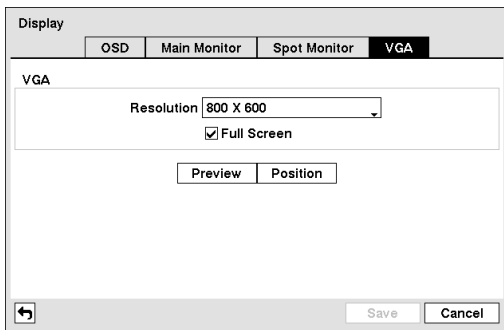 Display
OSD Main Monitor Spot Monitor VGA
VGA
Resolution 800 X 600
Full Screen
Preview Position
Save Cancel